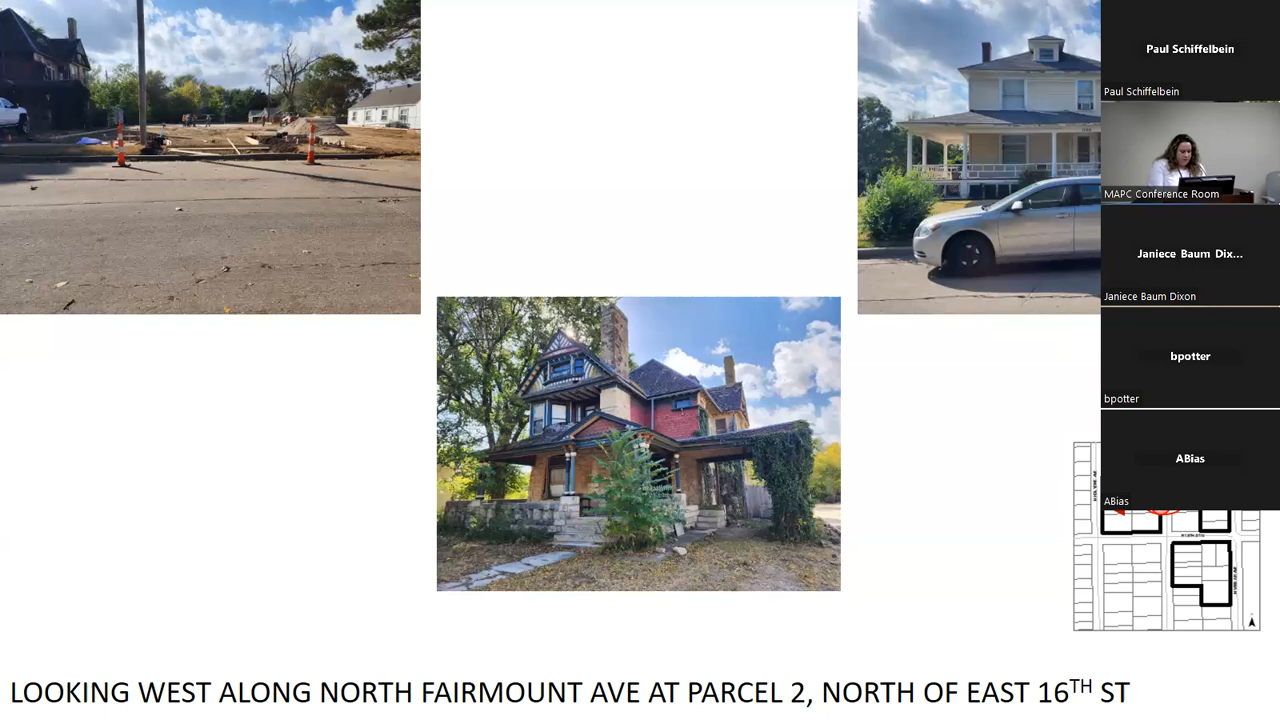 Paul Schiffelbein
Paul Schiffelbein
MAPC Conference Room
Janiece Baum Dix...
Janiece Baum Dixon
bpotter
bpotter
ABias
ABias
LOOKING WEST ALONG NORTH FAIRMOUNT AVE AT PARCEL 2, NORTH OF EAST 16TH ST